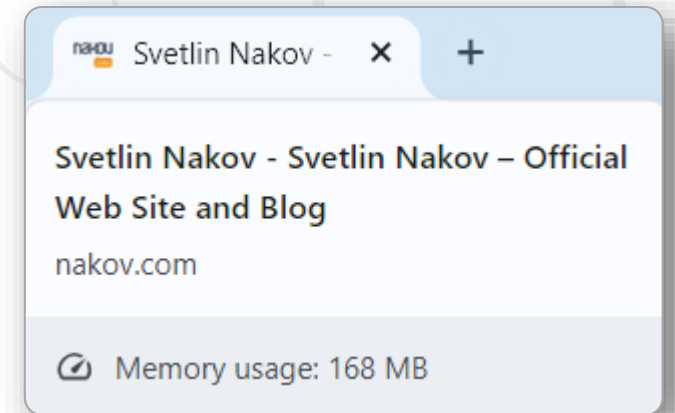 nakov Svetlin Nakov -
Svetlin Nakov - Svetlin Nakov – Official
Web Site and Blog
nakov.com
Memory usage: 168 MB